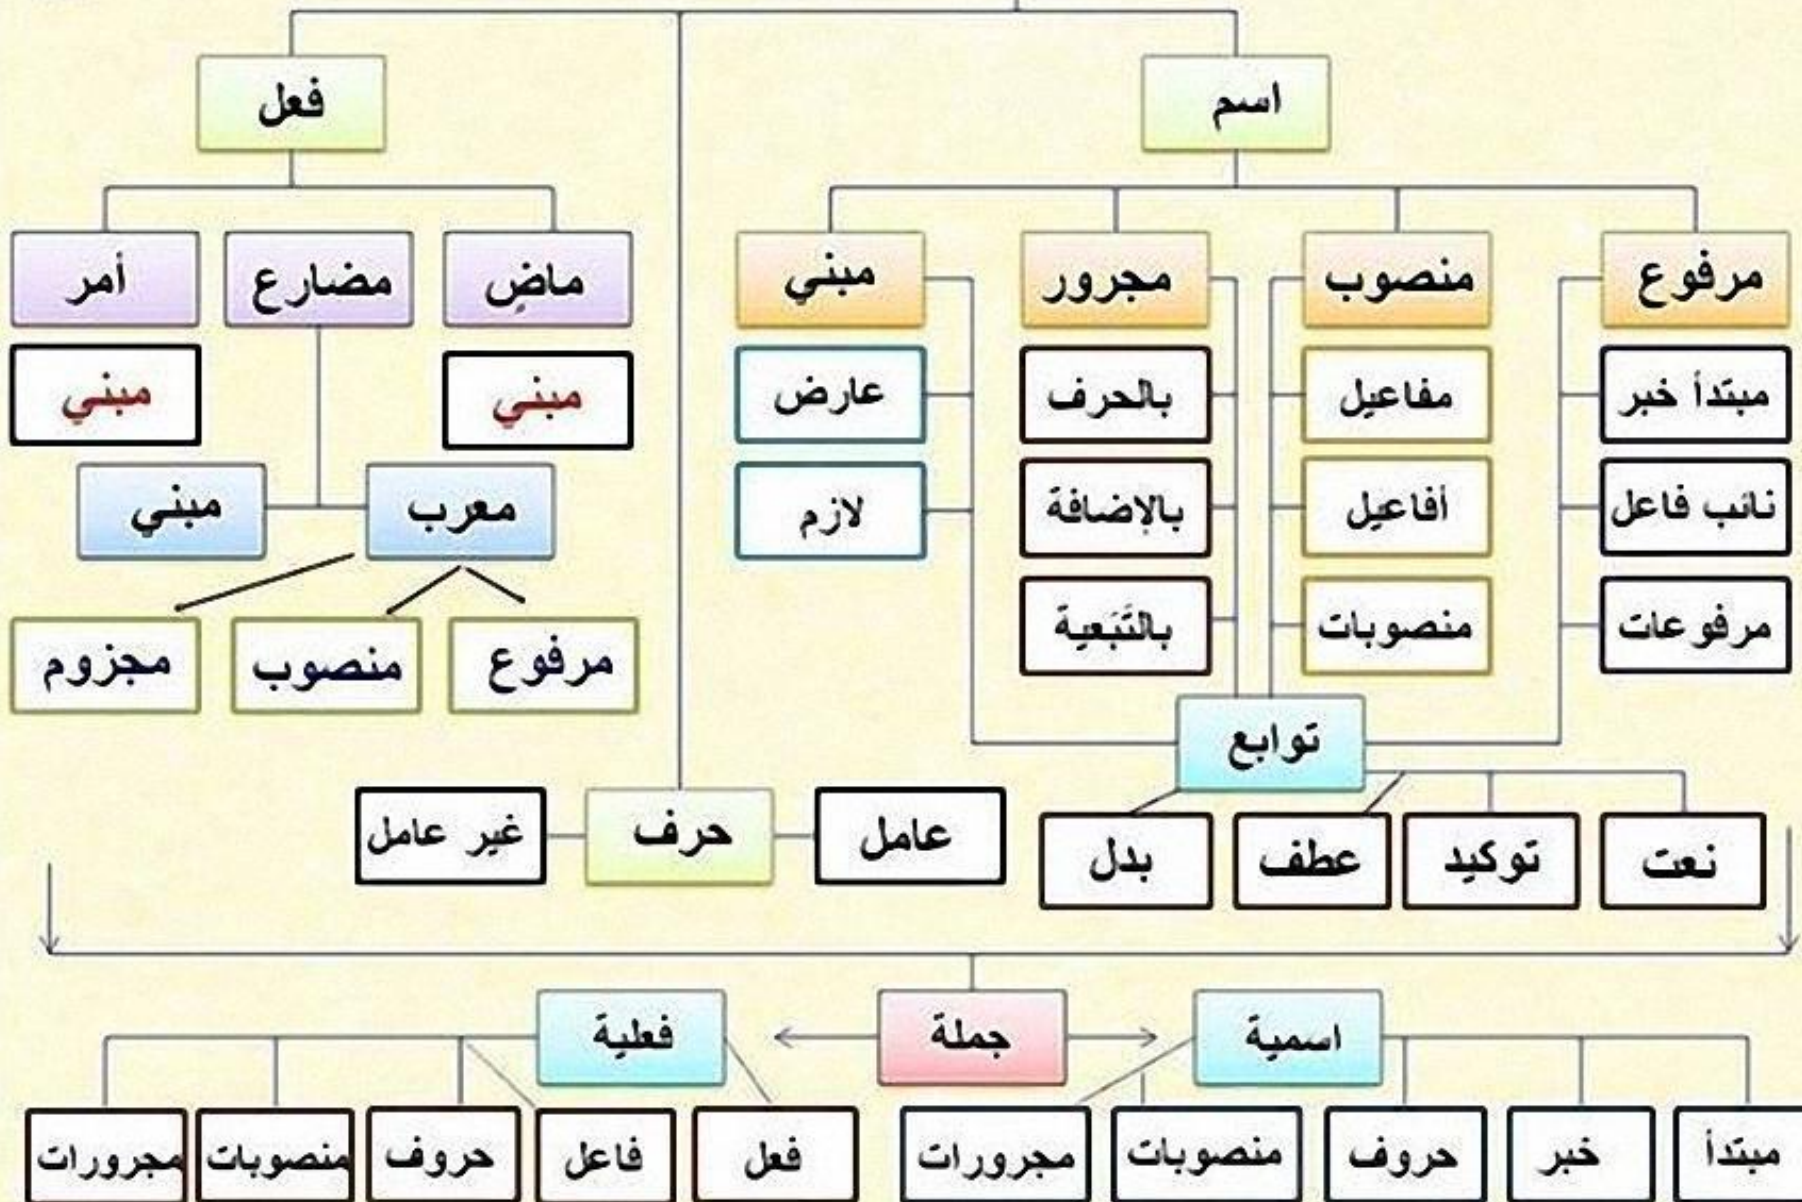 اسم
فعل
مرفوع
منصوب
مجرور
مبني
ماضٍ
مضارع
أمر
مبتدأ خبر
مفاعيل
بالحرف
عارض
مبني
مبني
نائب فاعل
أفاعيل
بالإضافة
لازم
معرب
مبني
مرفوعات
منصوبات
بالتَّبَعية
مرفوع
منصوب
مجزوم
توابع
عامل
حرف
غير عامل
نعت
توكيد
عطف
بدل
اسمية
جملة
فعلية
مبتدأ
خبر
حروف
منصوبات
مجرورات
فعل
فاعل
حروف
منصوبات
مجرورات